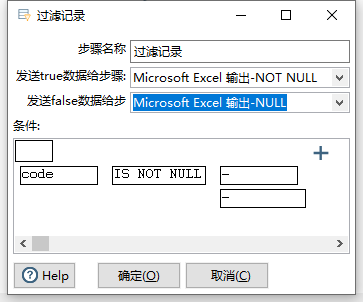 过滤记录
步骤名称 过滤记录
发送true数据给步骤: Microsoft Excel 输出-NOT NULL
发送false数据给步 Microsoft Excel 输出-NULL
条件:
+
code IS NOT NULL -
-
Help 确定(O) 取消(C)